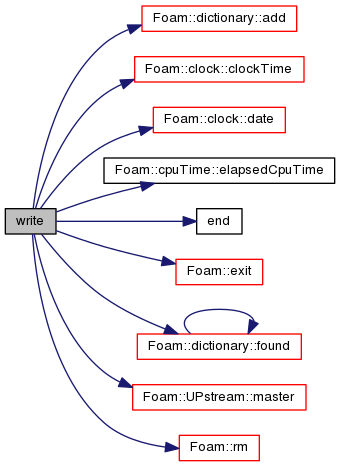 Foam::dictionary::add
Foam::clock::clockTime
Foam::clock::date
Foam::cpuTime::elapsedCpuTime
write
end
Foam::exit
Foam::dictionary::found
Foam::UPstream::master
Foam::rm